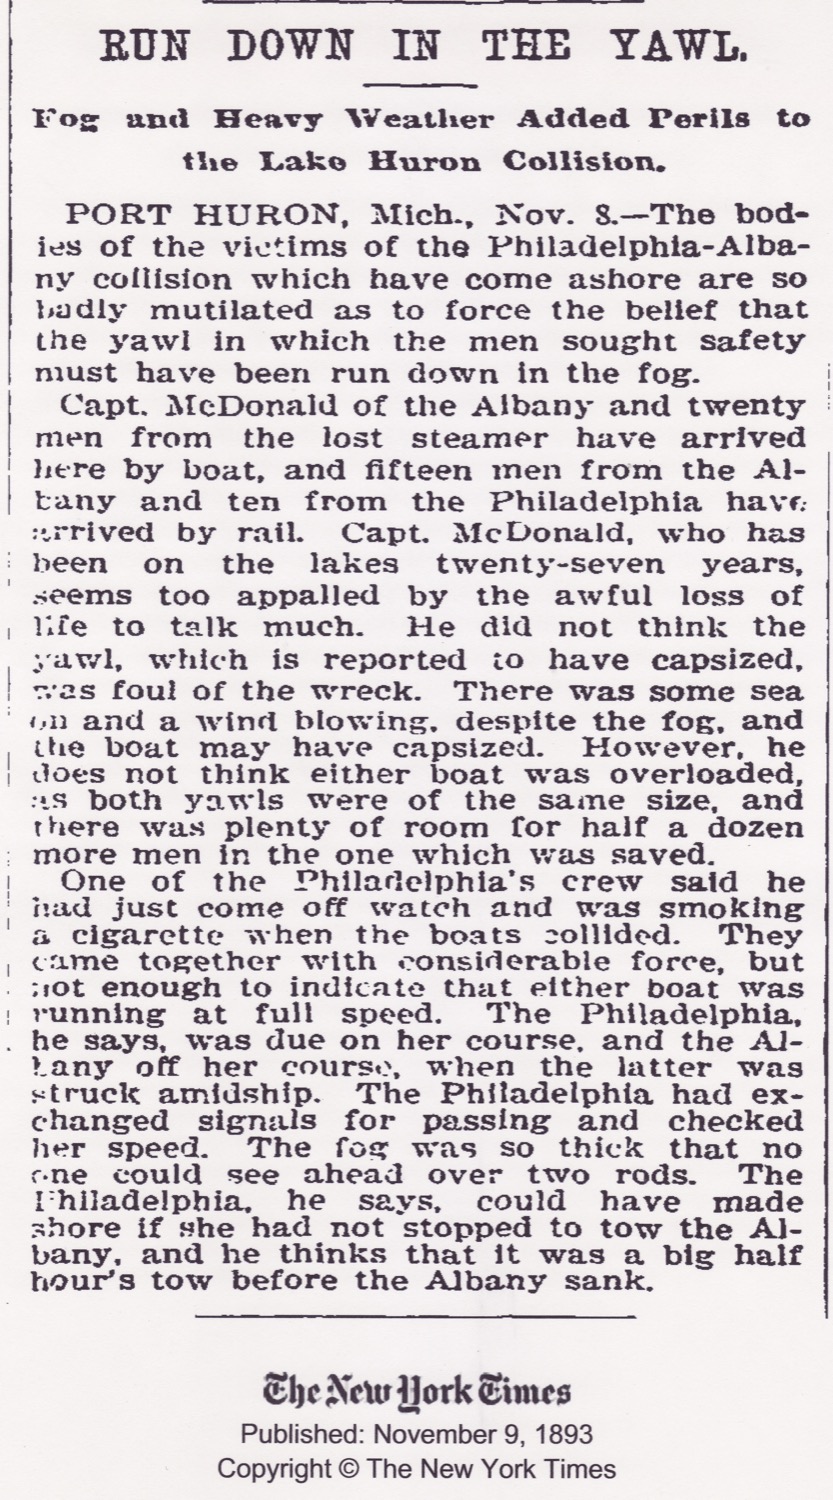 RUN DOWN IN THE YAWL.
Fog and Heavy Weather Added Perils to
the Lake Huron Collision.
PORT HURON, Mich., Nov. 8.—The bod-
ies of the victims of the Philadelphia-Alba-
ny collision which have come ashore are so
badly mutilated as to force the belief that
the yawl in which the men sought safety
must have been run down in the fog.
Capt. McDonald of the Albany and twenty
men from the lost steamer have arrived
here by boat, and fifteen men from the Al-
bany and ten from the Philadelphia have
arrived by rail. Capt. McDonald, who has
been on the lakes twenty-seven years,
seems too appalled by the awful loss of
life to talk much. He did not think the
yawl, which is reported to have capsized,
was foul of the wreck. There was some sea
on and a wind blowing, despite the fog, and
the boat may have capsized. However, he
does not think either boat was overloaded,
as both yawls were of the same size, and
there was plenty of room for half a dozen
more men in the one which was saved.
One of the Philadelphia's crew said he
had just come off watch and was smoking
a cigarette when the boats collided. They
came together with considerable force, but
not enough to indicate that either boat was
running at full speed. The Philadelphia,
he says, was due on her course, and the Al-
bany off her course, when the latter was
struck amidship. The Philadelphia had ex-
changed signals for passing and checked
her speed. The fog was so thick that no
one could see ahead over two rods. The
Philadelphia, he says, could have made
shore if she had not stopped to tow the Al-
bany, and he thinks that it was a big half
hour's tow before the Albany sank.
The New York Times
Published: November 9, 1893
Copyright © The New York Times